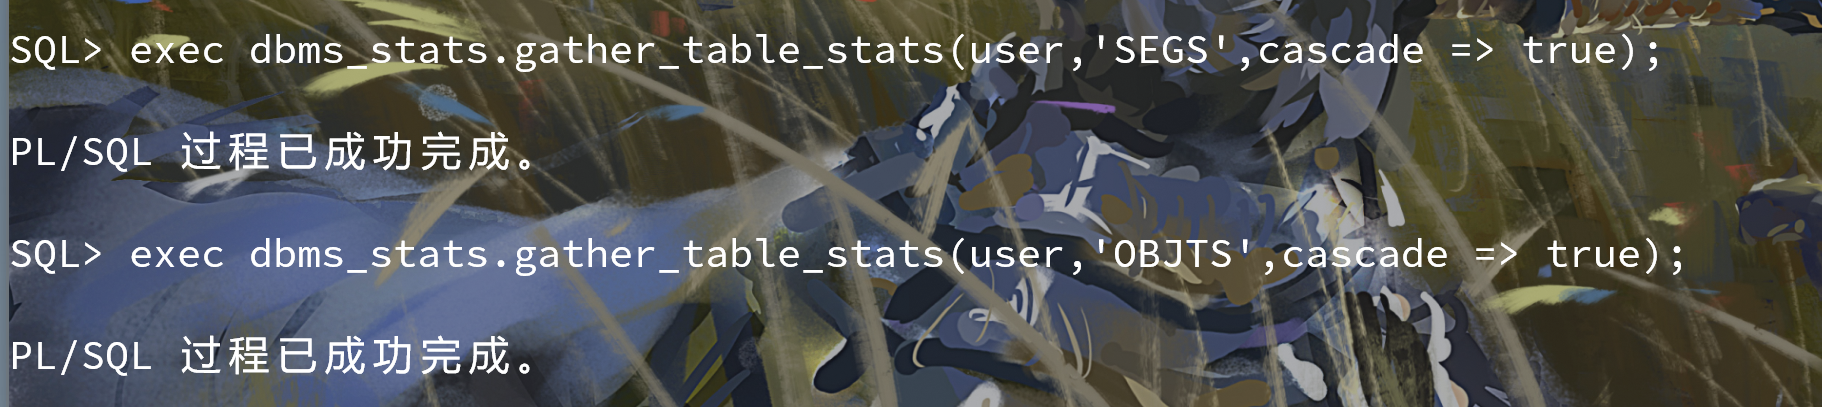 SQL> exec dbms_stats.gather_table_stats(user,'SEGS',cascade => true);
PL/SQL 过程已成功完成。
SQL> exec dbms_stats.gather_table_stats(user,'OBJTS',cascade => true);
PL/SQL 过程已成功完成。